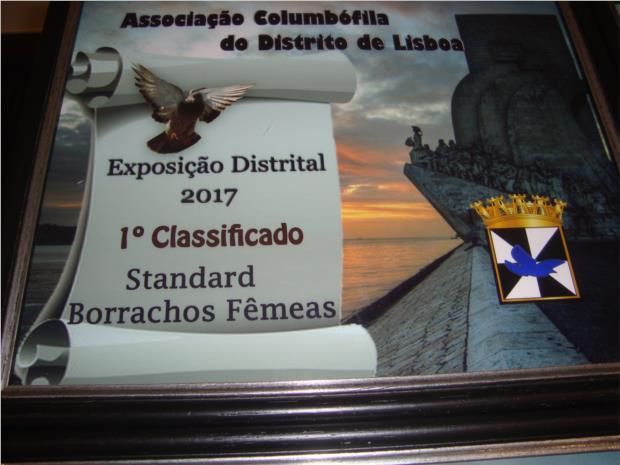 Associação Columbófila
do Distrito de Lisboa
Exposição Distrital
2017
1º Classificado
Standard
Borrachos Fêmeas